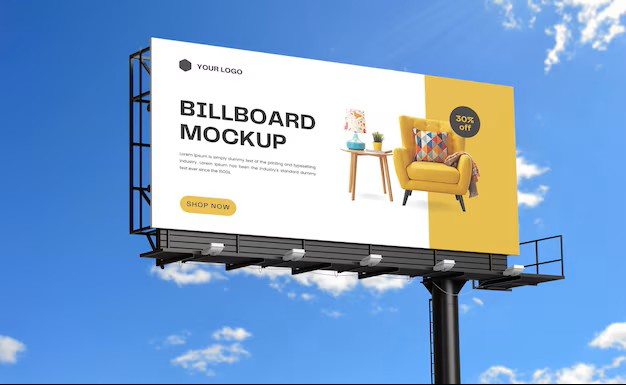 YOUR LOGO
BILLBOARD
MOCKUP
Lorem Ipsum is simply dummy text of the printing and typesetting
industry. Lorem Ipsum has been the industry's standard dummy
text ever since the 1500s.
SHOP NOW
30%
off